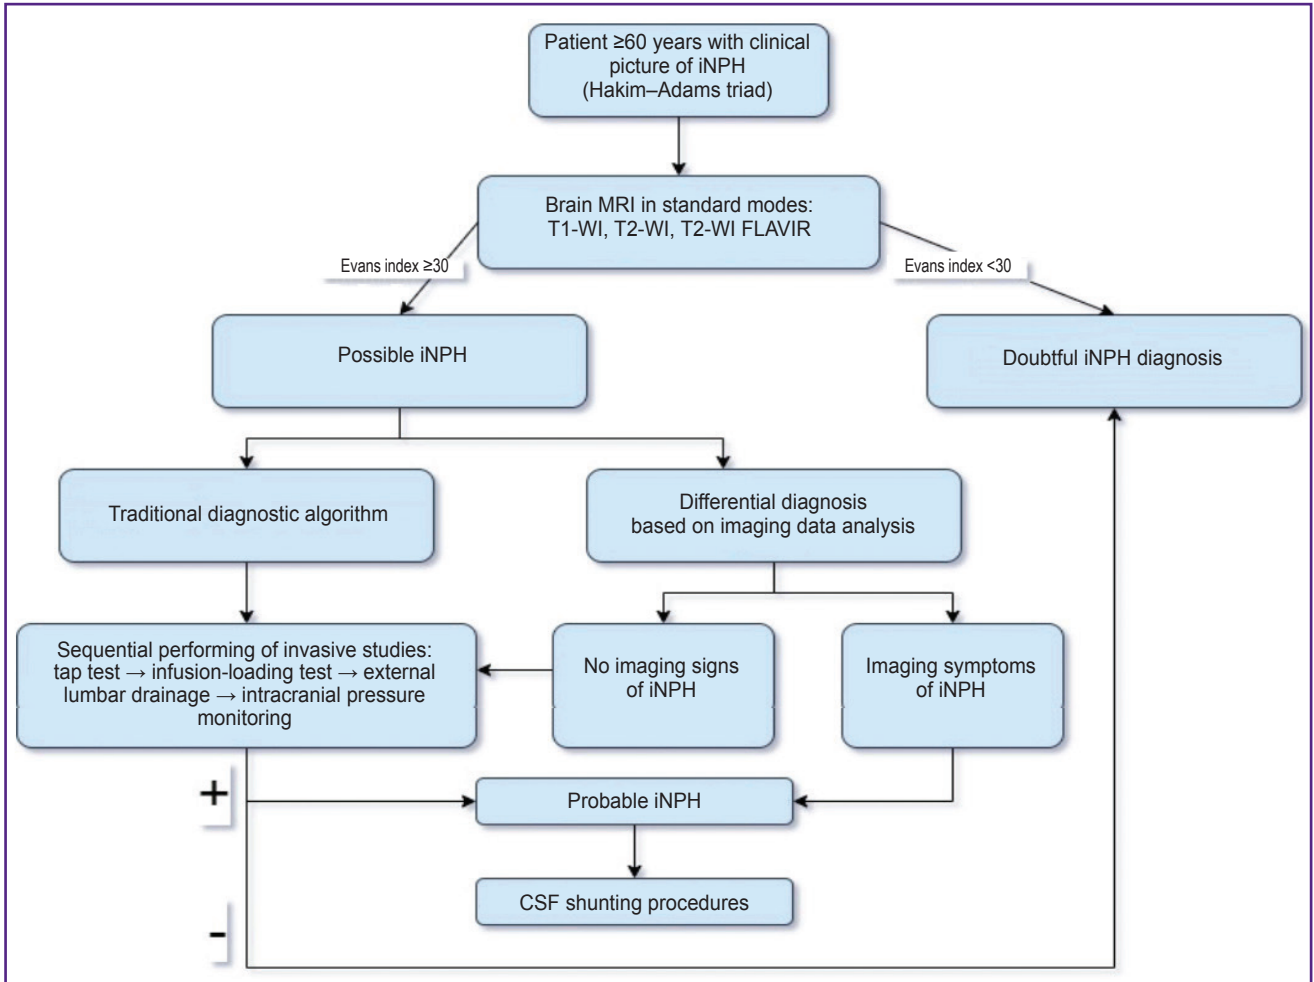 Patient ≥60 years with clinical
picture of iNPH
(Hakim–Adams triad)
Brain MRI in standard modes:
T1-WI, T2-WI, T2-WI FLAVIR
Evans index ≥30
Evans index <30
Possible iNPH
Doubtful iNPH diagnosis
Traditional diagnostic algorithm
Differential diagnosis
based on imaging data analysis
Sequential performing of invasive studies:
tap test → infusion-loading test → external
lumbar drainage → intracranial pressure
monitoring
No imaging signs
of iNPH
Imaging symptoms
of iNPH
+
Probable iNPH
CSF shunting procedures
-